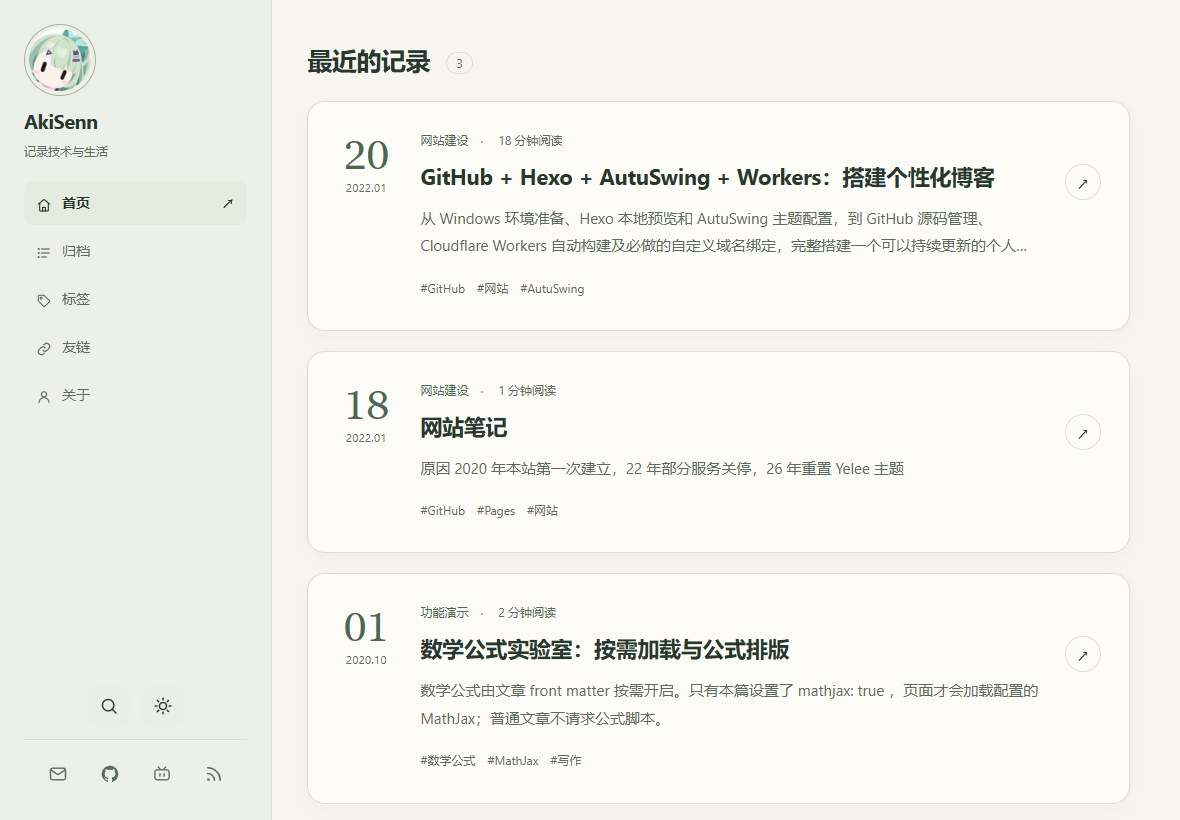 AkiSenn
记录技术与生活
首页
归档
标签
友链
关于
最近的记录 3
20
2022.01
网站建设 · 18 分钟阅读
GitHub + Hexo + AutuSwing + Workers：搭建个性化博客
从 Windows 环境准备、Hexo 本地预览和 AutuSwing 主题配置，到 GitHub 源码管理、
Cloudflare Workers 自动构建及必做的自定义域名绑定，完整搭建一个可以持续更新的个人...
#GitHub #网站 #AutuSwing
18
2022.01
网站建设 · 1 分钟阅读
网站笔记
原因 2020 年本站第一次建立，22 年部分服务关停，26 年重置 Yelee 主题
#GitHub #Pages #网站
01
2020.10
功能演示 · 2 分钟阅读
数学公式实验室：按需加载与公式排版
数学公式由文章 front matter 按需开启。只有本篇设置了 mathjax: true ，页面才会加载配置的
MathJax；普通文章不请求公式脚本。
#数学公式 #MathJax #写作